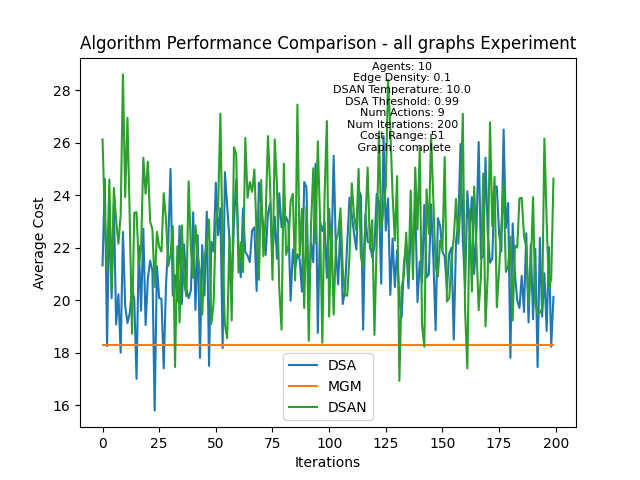 Algorithm Performance Comparison - all graphs Experiment
Agents: 10
Edge Density: 0.1
DSAN Temperature: 10.0
DSA Threshold: 0.99
Num Actions: 9
Num Iterations: 200
Cost Range: 51
Graph: complete
Average Cost
28
26
24
22
20
18
16
0
25
50
75
100
125
150
175
200
Iterations
DSA
MGM
DSAN